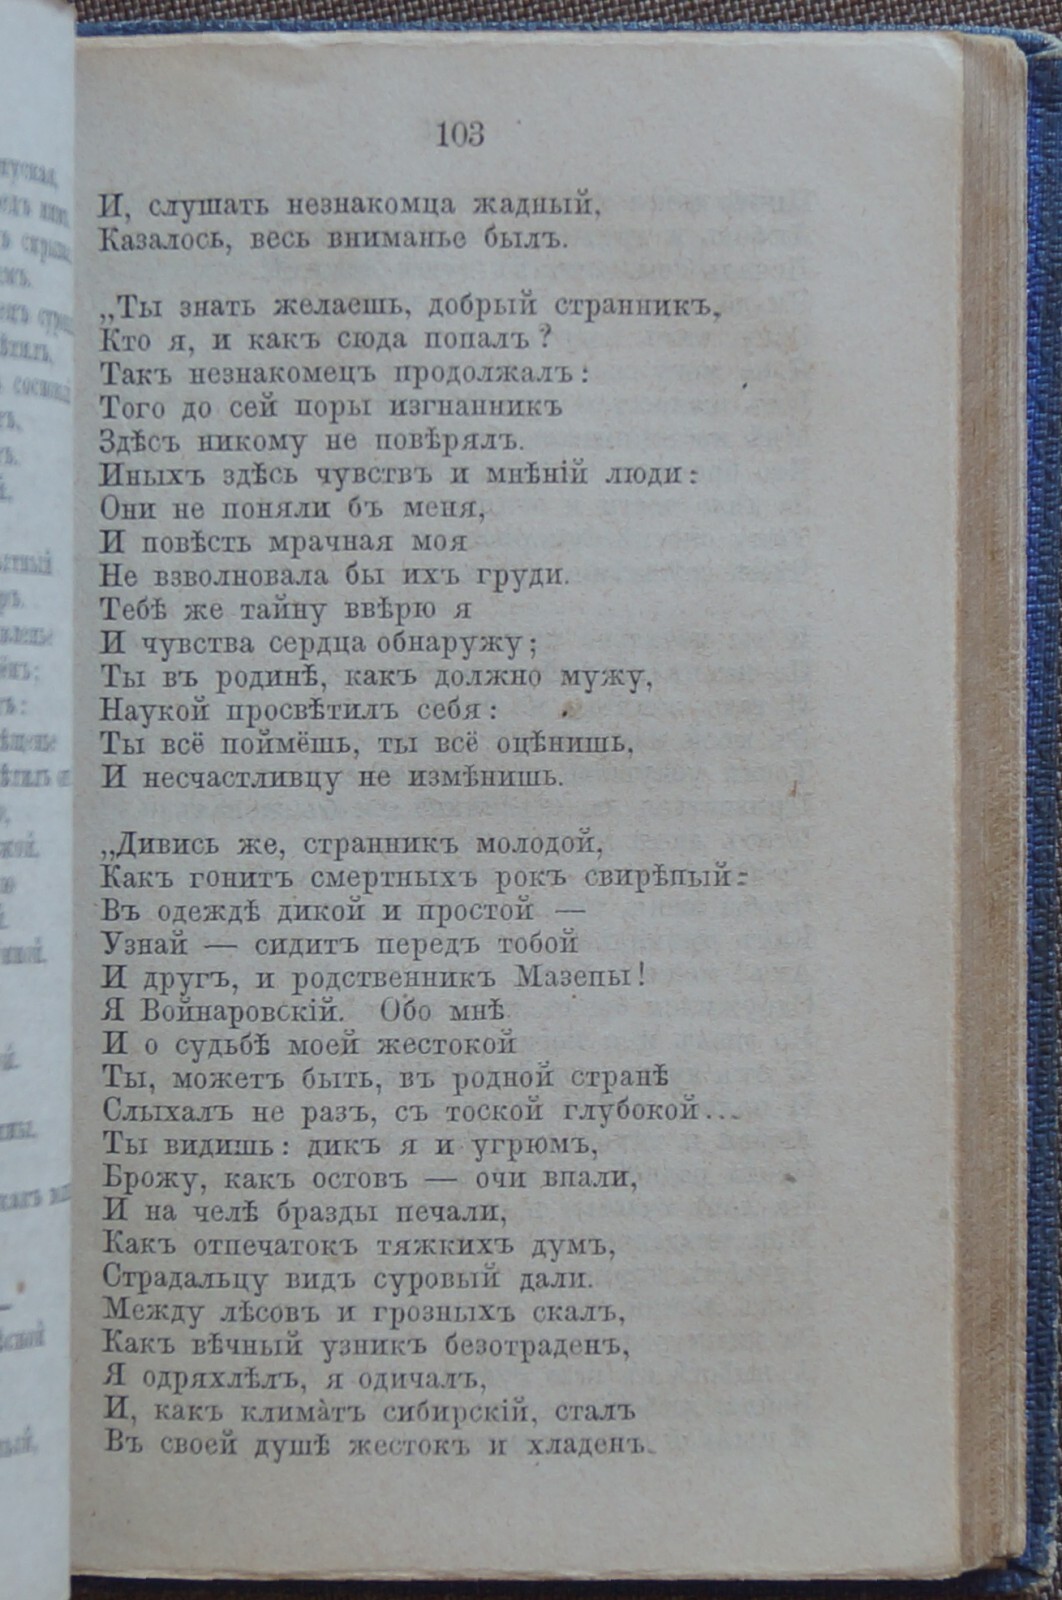 103
И, слушать незнакомца жадный,
Казалось, весь вниманье былъ.
„Ты знать желаешь, добрый странникъ,
Кто я, и какъ сюда попалъ?
Такъ незнакомецъ продолжалъ:
Того до сей поры изгнанникъ
Здѣсъ никому не повѣрялъ.
Иныхъ здѣсь чувствъ и мнѣній люди:
Они не поняли бъ меня,
И повѣсть мрачная моя
Не взволновала бы ихъ груди.
Тебѣ же тайну ввѣрю я
И чувства сердца обнаружу;
Ты въ родинѣ, какъ должно мужу,
Наукой просвѣтилъ себя:
Ты всё поймёшь, ты всё оцѣнишь,
И несчастливцу не измѣнишь.
„Дивись же, странникъ молодой,
Какъ гонитъ смертныхъ рокъ свирѣпый:
Въ одеждѣ дикой и простой —
Узнай — сидитъ передъ тобой
И другъ, и родственникъ Мазепы!
Я Войнаровскій. Обо мнѣ
И о судьбѣ моей жестокой
Ты, можетъ быть, въ родной странѣ
Слыхалъ не разъ, съ тоской глубокой...
Ты видишь: дикъ я и угрюмъ,
Брожу, какъ остовъ — очи впали,
И на челѣ бразды печали,
Какъ отпечатокъ тяжкихъ думъ,
Страдальцу видъ суровый дали.
Между лѣсовъ и грозныхъ скалъ,
Какъ вѣчный узникъ безотраденъ,
Я одряхлѣлъ, я одичалъ,
И, какъ климатъ сибирскій, сталъ
Въ своей душѣ жестокъ и хладенъ.